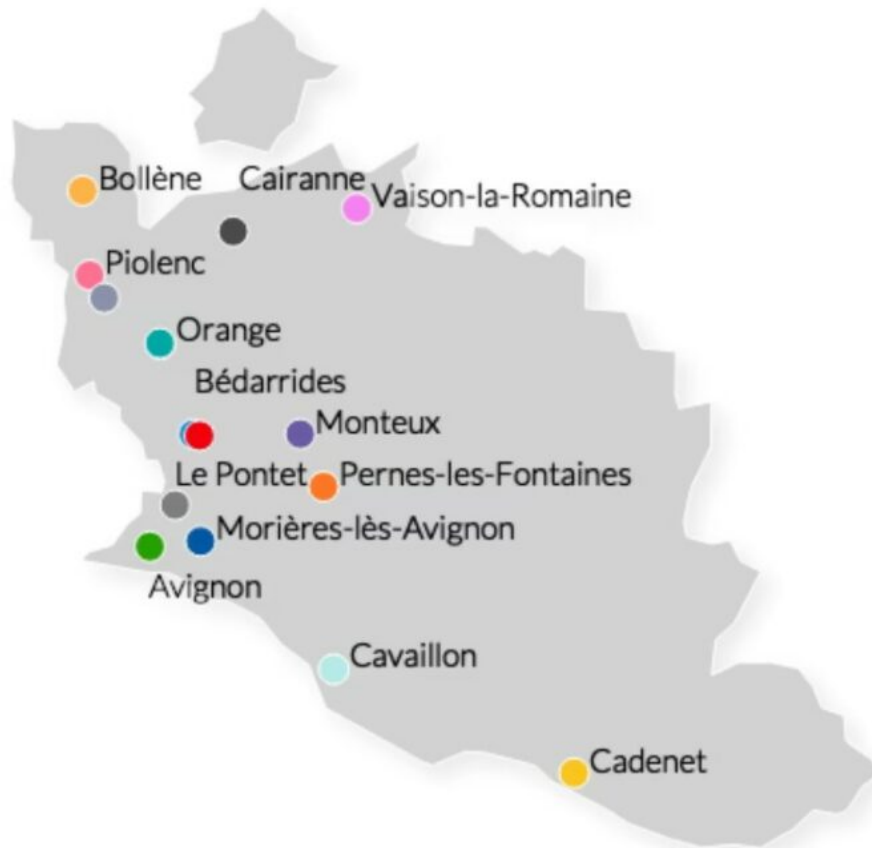 Bollène
Cairanne
Vaison-la-Romaine
Piolenc
Orange
Bédarrides
Monteux
Le Pontet
Pernes-les-Fontaines
Morières-lès-Avignon
Avignon
Cavaillon
Cadenet